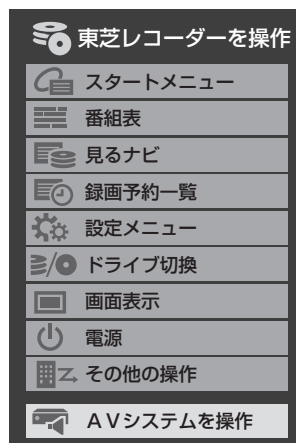 東芝レコーダーを操作
スタートメニュー
番組表
見るナビ
録画予約一覧
設定メニュー
ドライブ切換
画面表示
電源
その他の操作
AVシステムを操作